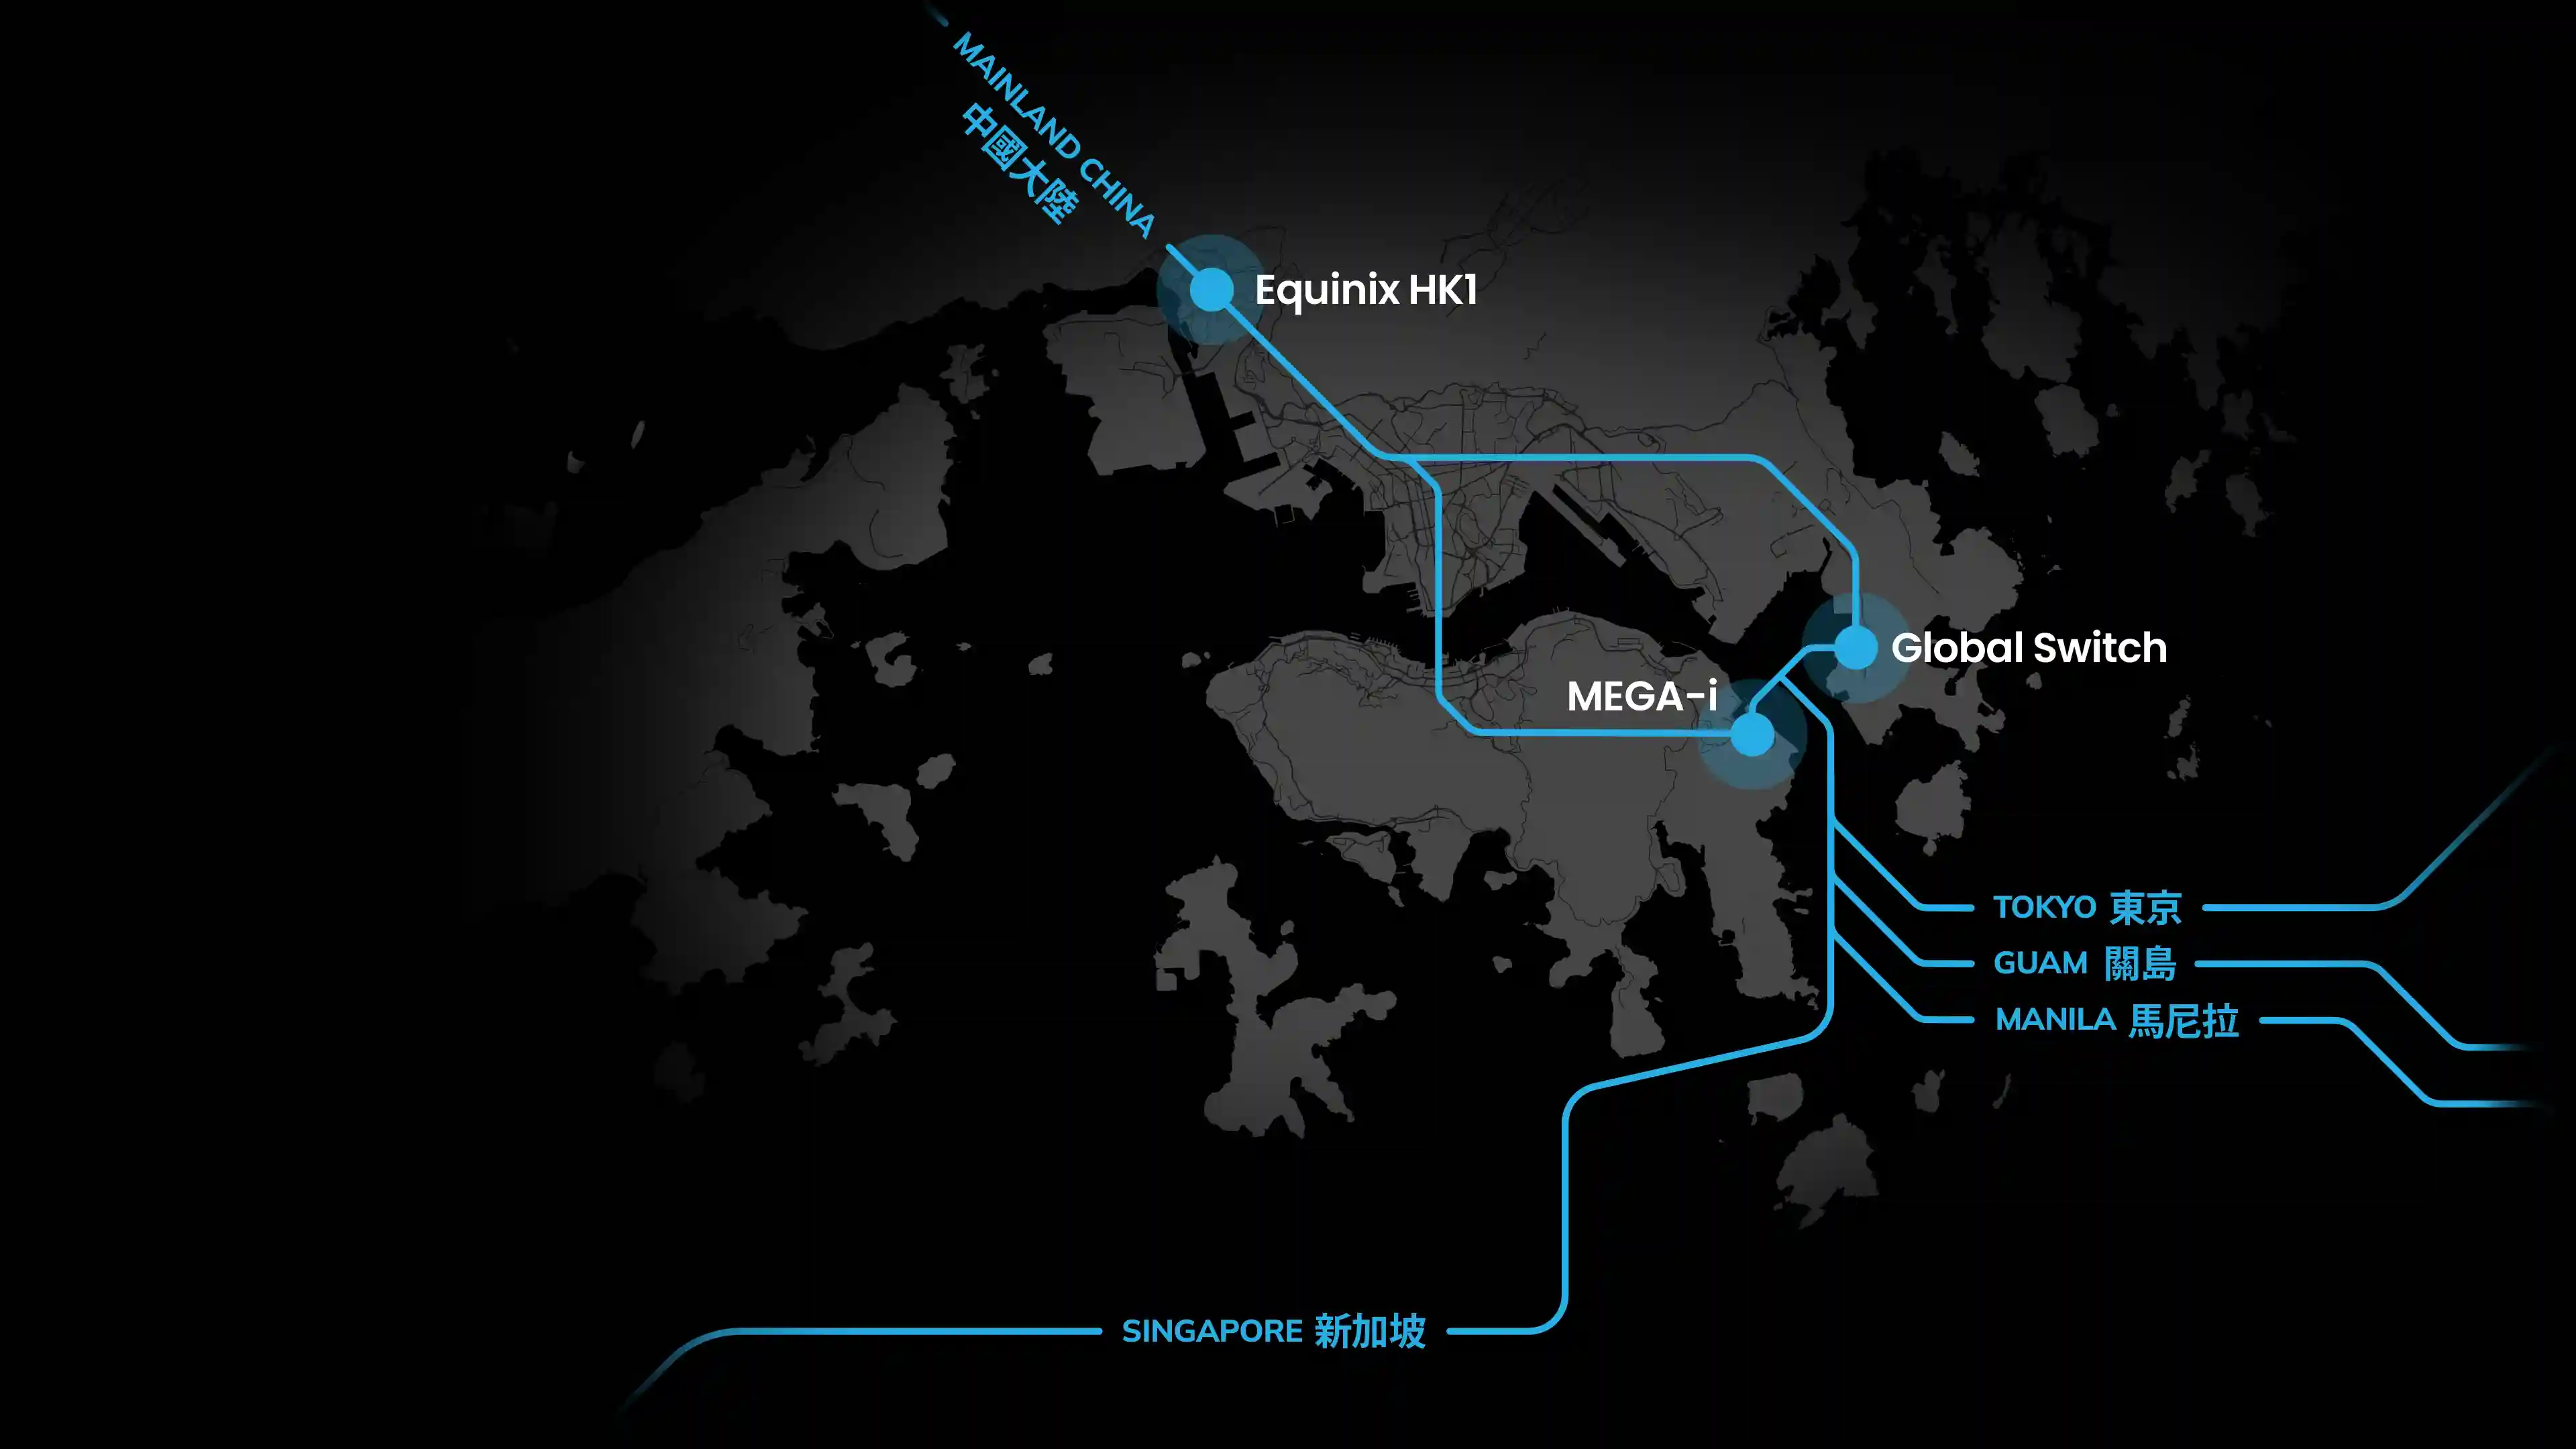 MAINLAND CHINA
中國大陸
Equinix HK1
Global Switch
MEGA-i
TOKYO 東京
GUAM 關島
MANILA 馬尼拉
SINGAPORE 新加坡